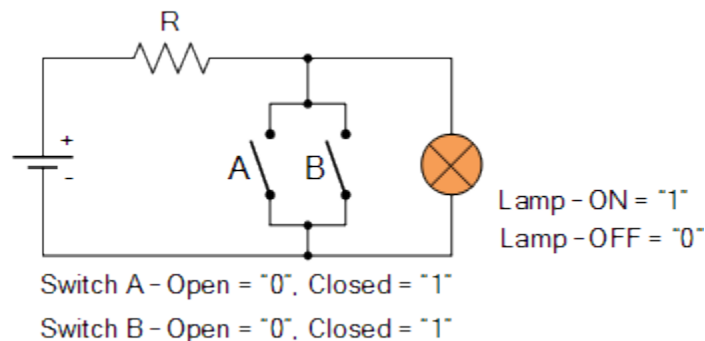 R
+
-
A
B
Lamp - ON = "1"
Lamp - OFF = "0"
Switch A - Open = "0", Closed = "1"
Switch B - Open = "0", Closed = "1"